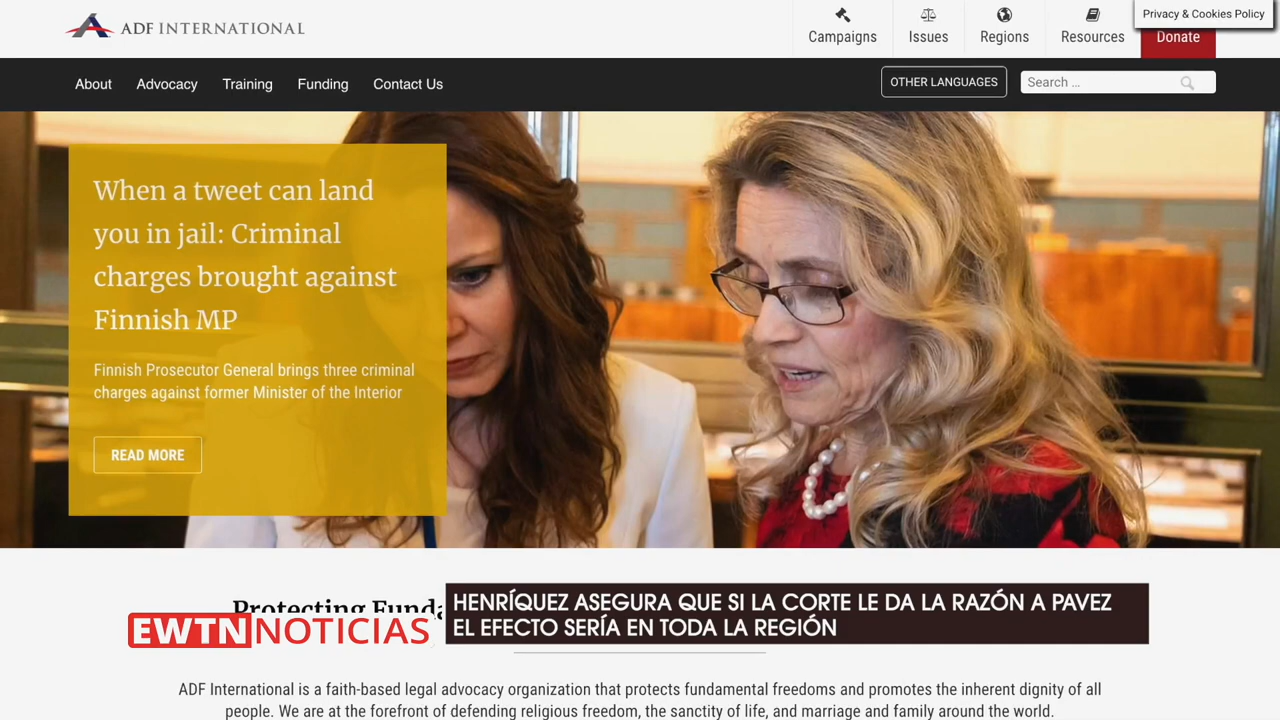 ADF INTERNATIONAL
Campaigns
Issues
Regions
Resources
Privacy & Cookies Policy
Donate
About
Advocacy
Training
Funding
Contact Us
OTHER LANGUAGES
Search ...
When a tweet can land
you in jail: Criminal
charges brought against
Finnish MP
Finnish Prosecutor General brings three criminal
charges against former Minister of the Interior
READ MORE
Protecting Funda
EWTN NOTICIAS
HENRÍQUEZ ASEGURA QUE SI LA CORTE LE DA LA RAZÓN A PAVEZ
EL EFECTO SERÍA EN TODA LA REGIÓN
ADF International is a faith-based legal advocacy organization that protects fundamental freedoms and promotes the inherent dignity of all
people. We are at the forefront of defending religious freedom, the sanctity of life, and marriage and family around the world.